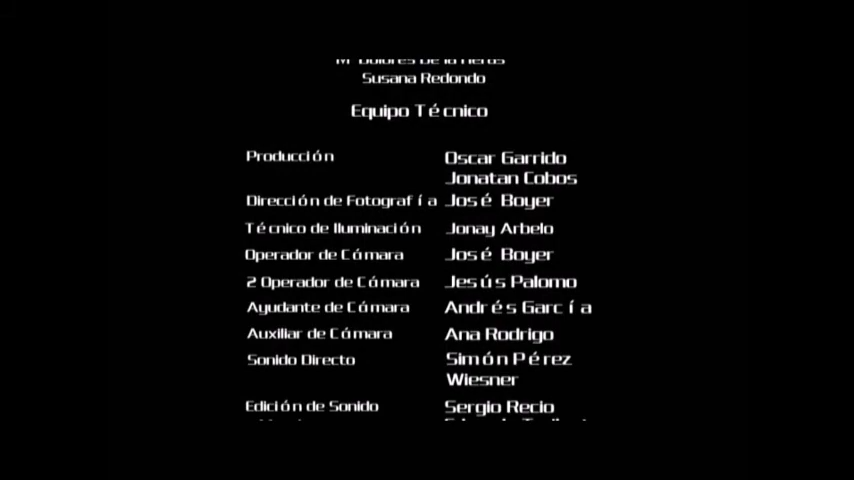 Susana Redondo
Equipo Técnico
Producción Oscar Garrido
Jonatan Cobos
Dirección de Fotografía José Boyer
Técnico de Iluminación Jonay Arbelo
Operador de Cámara José Boyer
2 Operador de Cámara Jesús Palomo
Ayudante de Cámara Andrés García
Auxiliar de Cámara Ana Rodrigo
Sonido Directo Simón Pérez
Wiesner
Edición de Sonido Sergio Recio